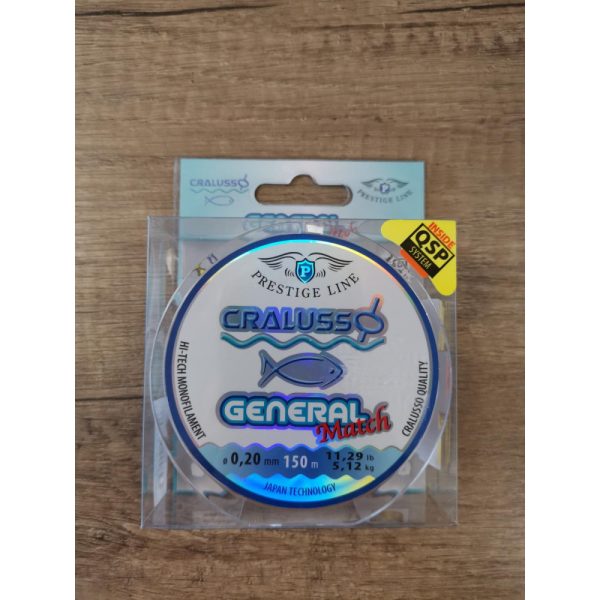 CRALUSSO
PRESTIGE LINE
GENERAL
INSIDE
QSP
SYSTEM
P
PRESTIGE LINE
CRALUSSO
HI-TECH MONOFILAMENT
CRALUSSO QUALITY
GENERAL
Match
ø 0,20 mm 150 m 11,29 lb
5,12 kg
JAPAN TECHNOLOGY